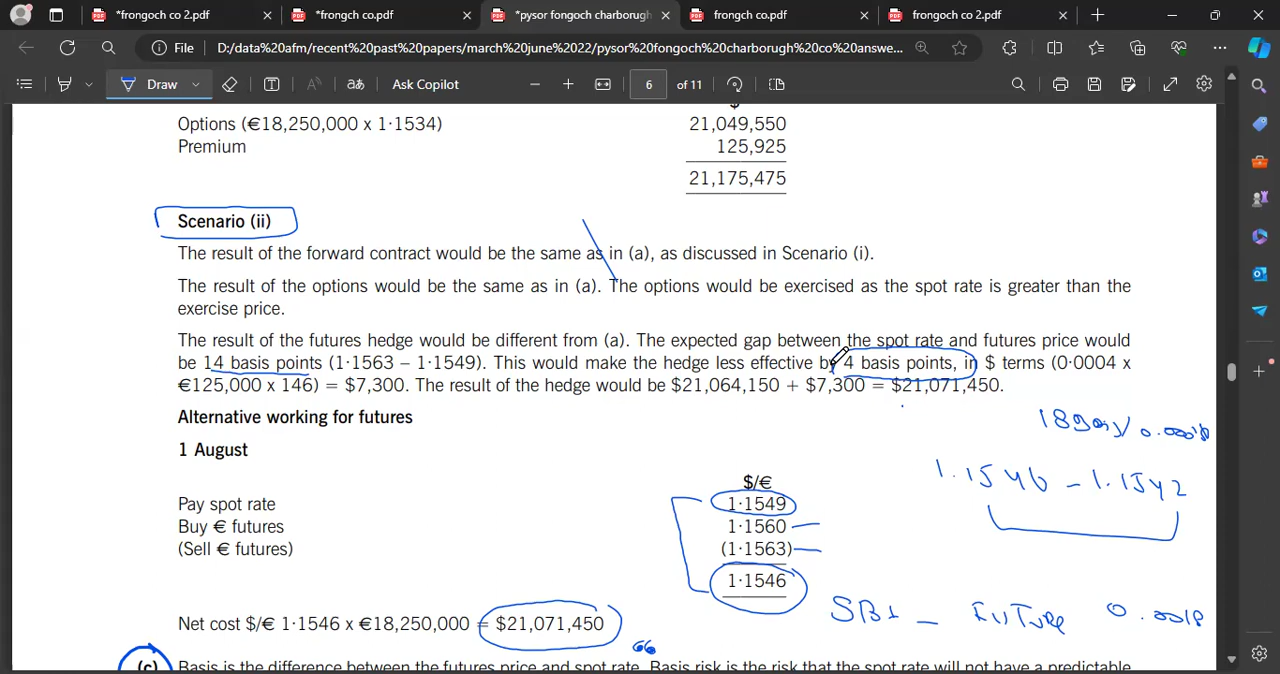 *frongoch co 2.pdf
*frongch co.pdf
*pysor fongoch charborugh
frongch co.pdf
frongoch co 2.pdf
File
D:/data%20afm/recent%20past%20papers/march%20june%2022/pysor%20fongoch%20charborugh%20co%20answe...
Draw
aあ
Ask Copilot
6 of 11
$
Options (€18,250,000 x 1·1534) 21,049,550
Premium 125,925
21,175,475
Scenario (ii)
The result of the forward contract would be the same as in (a), as discussed in Scenario (i).
The result of the options would be the same as in (a). The options would be exercised as the spot rate is greater than the
exercise price.
The result of the futures hedge would be different from (a). The expected gap between the spot rate and futures price would
be 14 basis points (1·1563 – 1·1549). This would make the hedge less effective by 4 basis points, in $ terms (0·0004 x
€125,000 x 146) = $7,300. The result of the hedge would be $21,064,150 + $7,300 = $21,071,450.
Alternative working for futures
1 August
1.1546 - 1.1542
$/€
Pay spot rate 1·1549
Buy € futures 1·1560
(Sell € futures) (1·1563)
1·1546
Future 0.0018
Net cost $/€ 1·1546 x €18,250,000 = $21,071,450
(c) Basis is the difference between the futures price and spot rate. Basis risk is the risk that the spot rate will not have a predictable